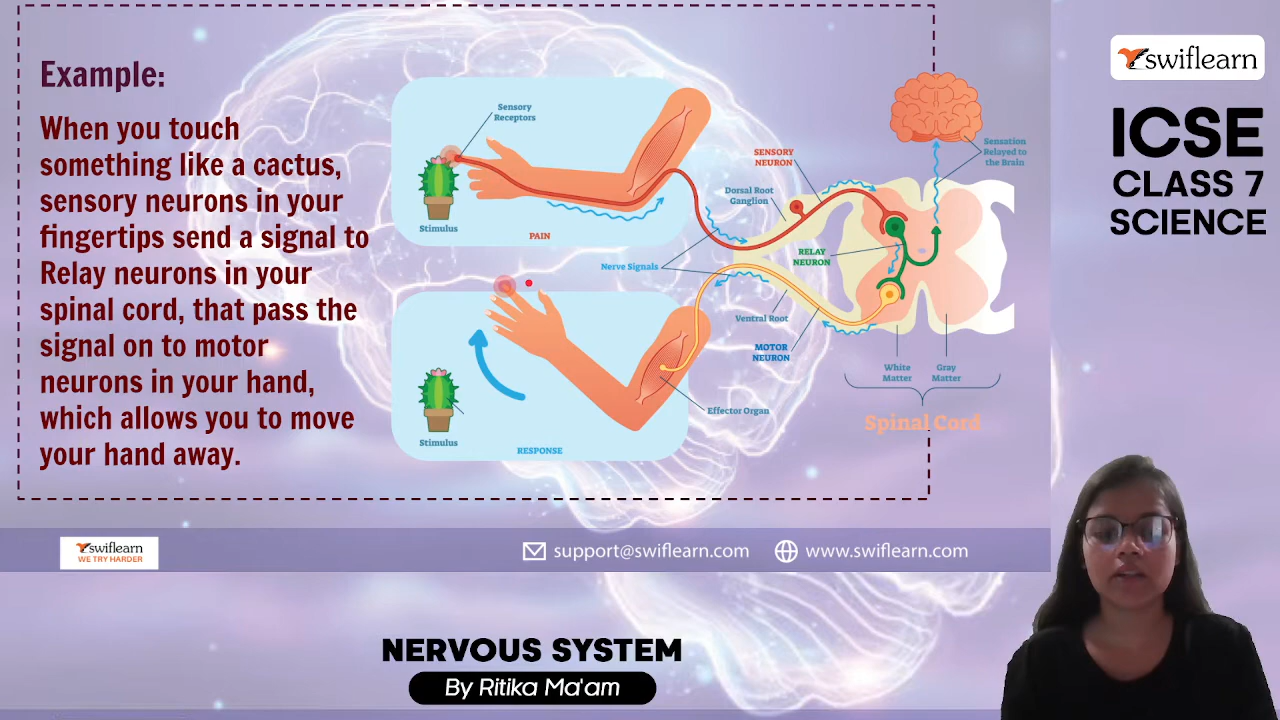 Example:
When you touch
something like a cactus,
sensory neurons in your
fingertips send a signal to
Relay neurons in your
spinal cord, that pass the
signal on to motor
neurons in your hand,
which allows you to move
your hand away.
Sensory
Receptors
Stimulus
PAIN
SENSORY
NEURON
Dorsal Root
Ganglion
RELAY
NEURON
Nerve Signals
Ventral Root
MOTOR
NEURON
Sensation
Relayed to
the Brain
White
Matter
Gray
Matter
Spinal Cord
Effector Organ
Stimulus
RESPONSE
swiflearn
ICSE
CLASS 7
SCIENCE
swiflearn
WE TRY HARDER
support@swiflearn.com
www.swiflearn.com
NERVOUS SYSTEM
By Ritika Ma'am